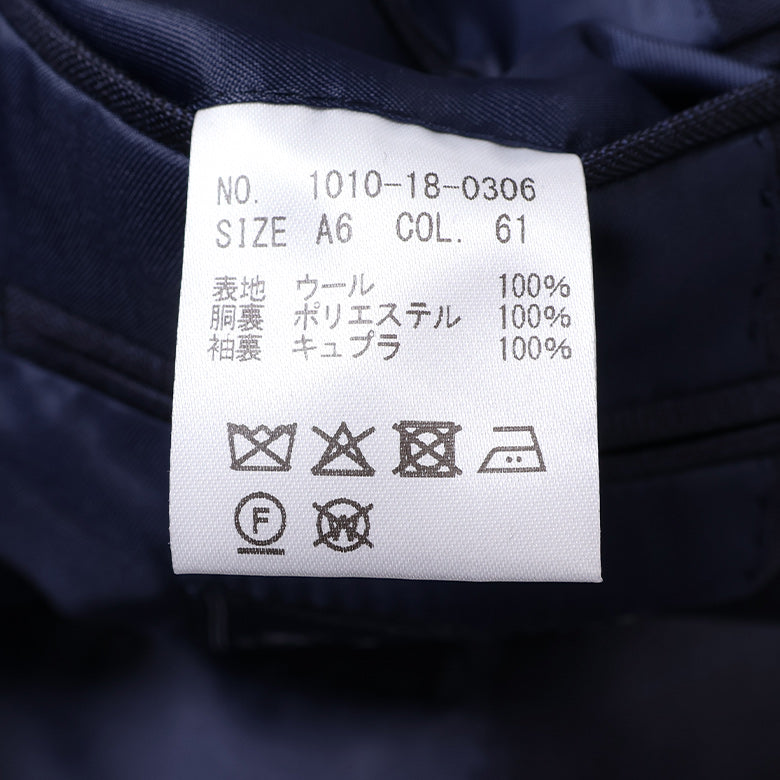 NO. 1010-18-0306
SIZE A6 COL. 61
表地 ウール 100%
胴裏 ポリエステル 100%
袖裏 キュプラ 100%
F
W